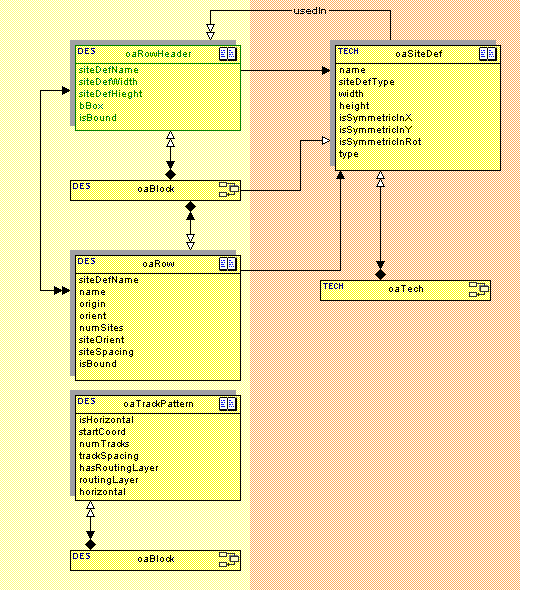 usedIn
DES oaRowHeader
siteDefName
siteDefWidth
siteDefHieght
bBox
isBound
TECH oaSiteDef
name
siteDefType
width
height
isSymmetricInX
isSymmetricInY
isSymmetricInRot
type
DES oaBlock
DES oaRow
siteDefName
name
origin
orient
numSites
siteOrient
siteSpacing
isBound
TECH oaTech
DES oaTrackPattern
isHorizontal
startCoord
numTracks
trackSpacing
hasRoutingLayer
routingLayer
horizontal
DES oaBlock